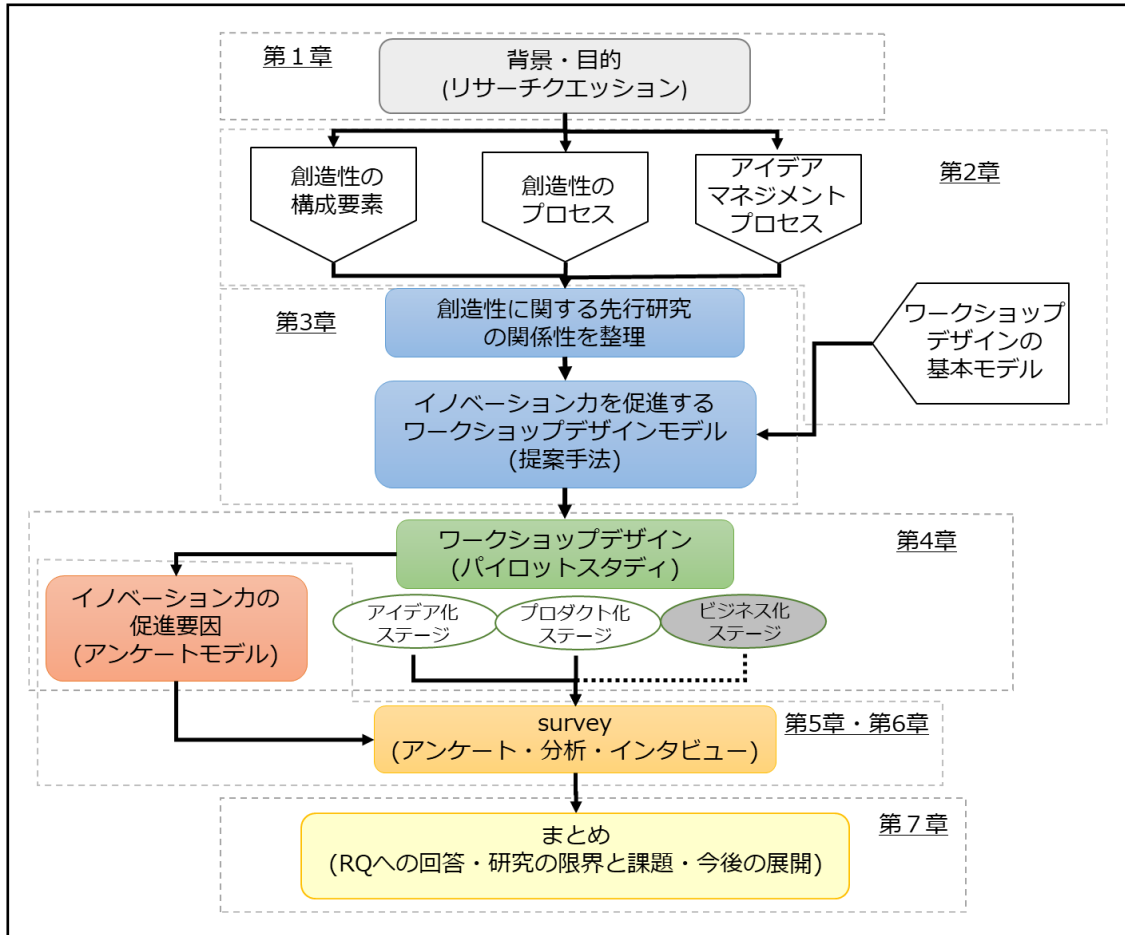 第１章
背景・目的
(リサーチクエッション)
第2章
創造性の
構成要素
創造性の
プロセス
アイデア
マネジメント
プロセス
第3章
創造性に関する先行研究
の関係性を整理
ワークショップ
デザインの
基本モデル
イノベーション力を促進する
ワークショップデザインモデル
(提案手法)
第4章
ワークショップデザイン
(パイロットスタディ)
イノベーション力の
促進要因
(アンケートモデル)
アイデア化
ステージ
プロダクト化
ステージ
ビジネス化
ステージ
第5章・第6章
survey
(アンケート・分析・インタビュー)
第７章
まとめ
(RQへの回答・研究の限界と課題・今後の展開)